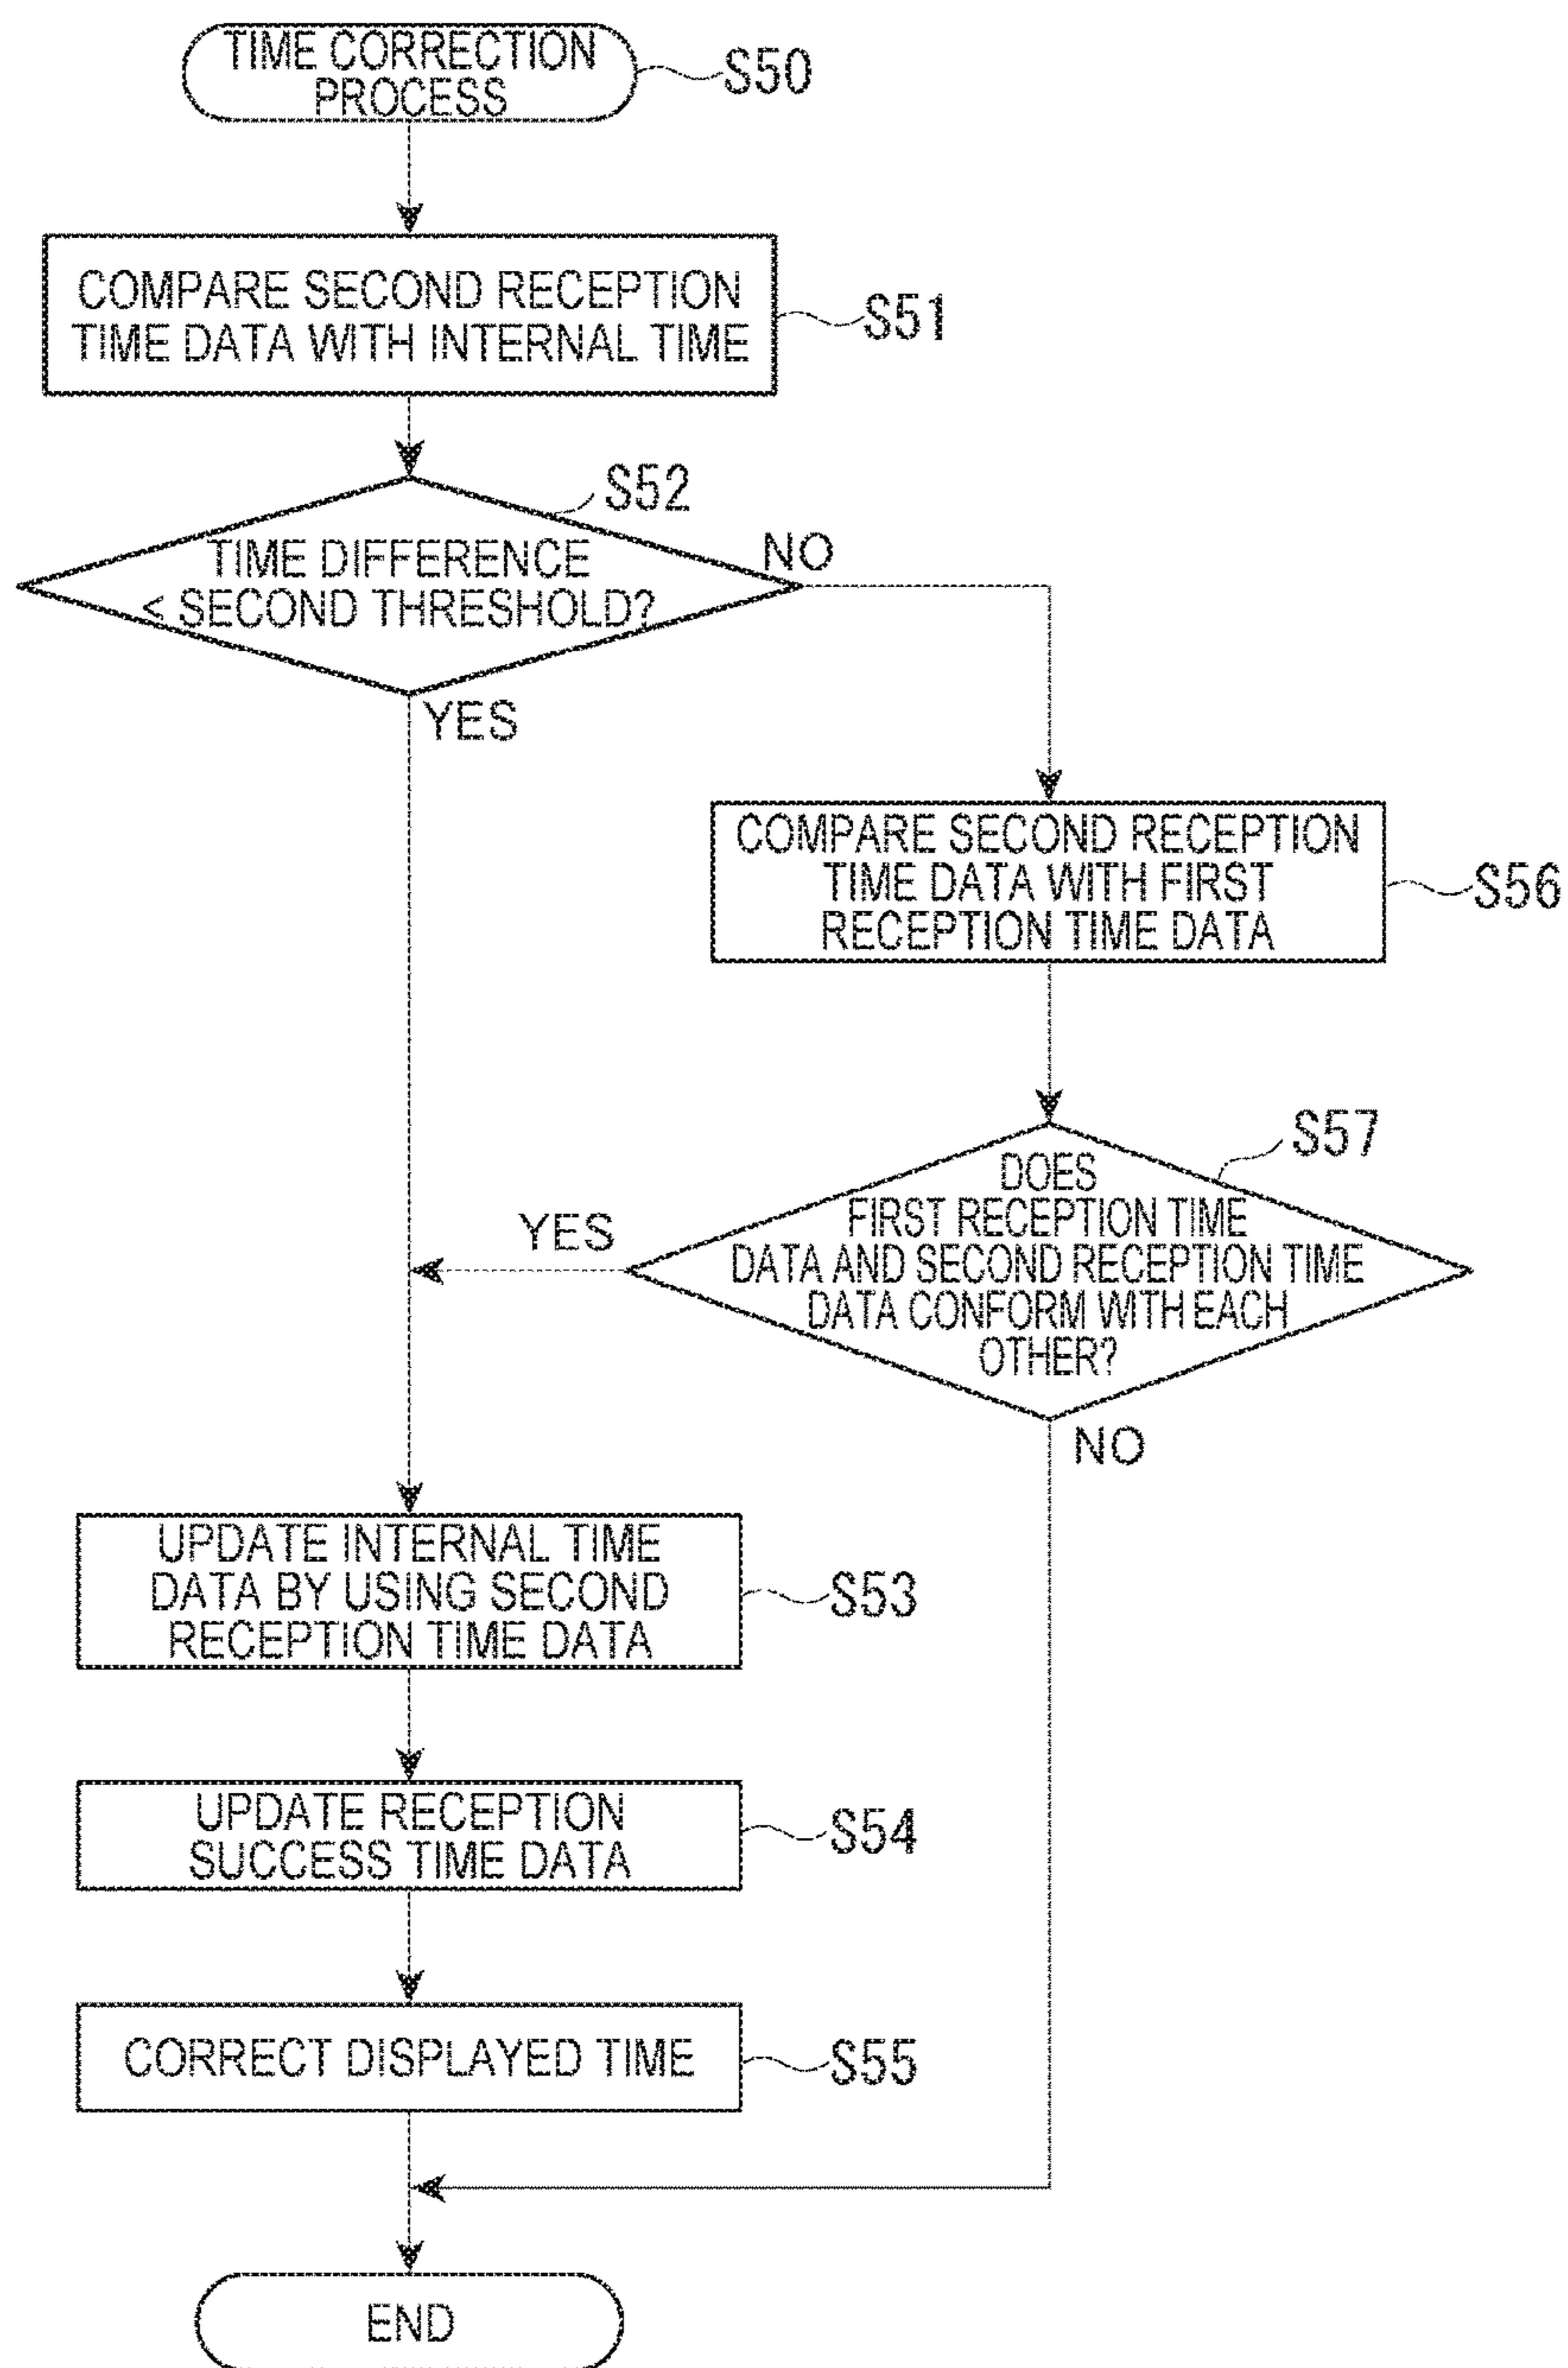 TIME CORRECTION
PROCESS
S50
COMPARE SECOND RECEPTION
TIME DATA WITH INTERNAL TIME
S51
S52
TIME DIFFERENCE
< SECOND THRESHOLD?
NO
YES
COMPARE SECOND RECEPTION
TIME DATA WITH FIRST
RECEPTION TIME DATA
S56
S57
DOES
FIRST RECEPTION TIME
DATA AND SECOND RECEPTION TIME
DATA CONFORM WITH EACH
OTHER?
YES
NO
UPDATE INTERNAL TIME
DATA BY USING SECOND
RECEPTION TIME DATA
S53
UPDATE RECEPTION
SUCCESS TIME DATA
S54
CORRECT DISPLAYED TIME
S55
END